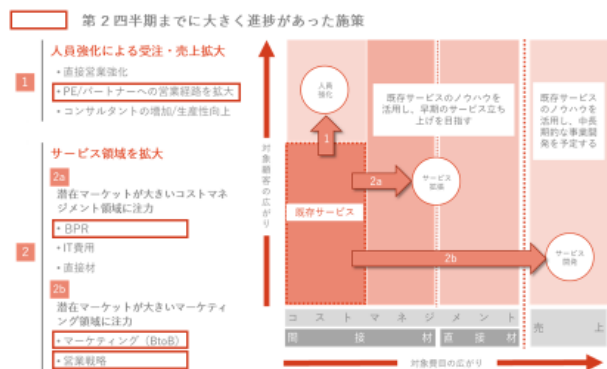 第2四半期までに大きく進捗があった施策
1
人員強化による受注・売上拡大
・直接営業強化
・PE/パートナーへの営業経路を拡大
・コンサルタントの増加/生産性向上
2
サービス領域を拡大
2a
潜在マーケットが大きいコストマネ
ジメント領域に注力
・BPR
・IT費用
・直接材
2b
潜在マーケットが大きいマーケティ
ング領域に注力
・マーケティング（BtoB）
・営業戦略
対象顧客の広がり
人員
強化
1
既存サービス
既存サービスのノウハウを
活用し、早期のサービス立ち
上げを目指す
2a
サービス
拡張
既存サービス
のノウハウを
活用し、中長
期的な事業開
発を予定する
2b
サービス
開発
コストマネジメント
間接材
直接材
売上
対象費目の広がり